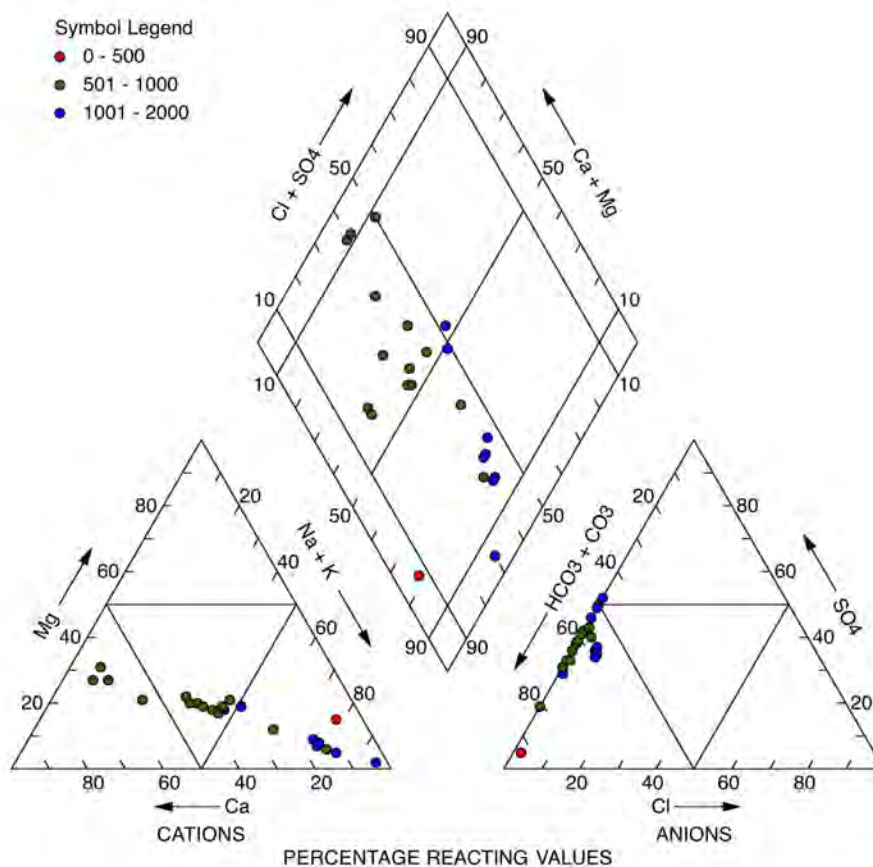 Symbol Legend
0 - 500
501 - 1000
1001 - 2000
90
90
Cl + SO4
Ca + Mg
50
50
10
10
10
10
50
50
90
90
Mg
Na + K
80
60
40
20
20
40
60
80
80
60
40
20
Ca
CATIONS
HCO3 + CO3
SO4
20
40
60
80
80
60
40
20
20
40
60
80
Cl
ANIONS
PERCENTAGE REACTING VALUES